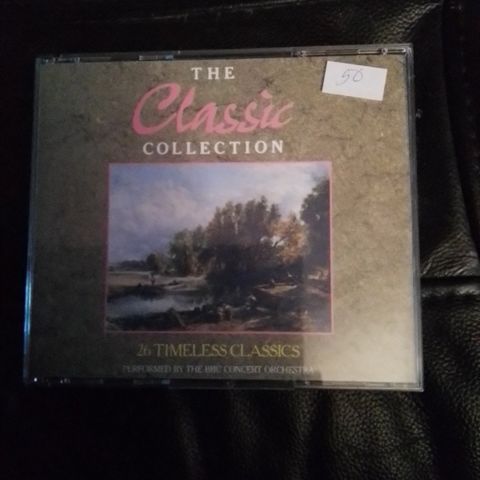 THE
Classic
COLLECTION
50
26 TIMELESS CLASSICS
PERFORMED BY THE BBC CONCERT ORCHESTRA